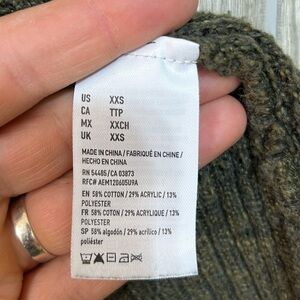 US XXS
CA TTP
MX XXCH
UK XXS
MADE IN CHINA / FABRIQUÉ EN CHINE /
HECHO EN CHINA
RN 54485/CA 03873
RFC# AEM120605U9A
EN 58% COTTON / 29% ACRYLIC / 13%
POLYESTER
FR 58% COTTON / 29% ACRYLIQUE / 13%
POLYESTER
SP 58% algodón / 29% acrílico / 13%
poliéster